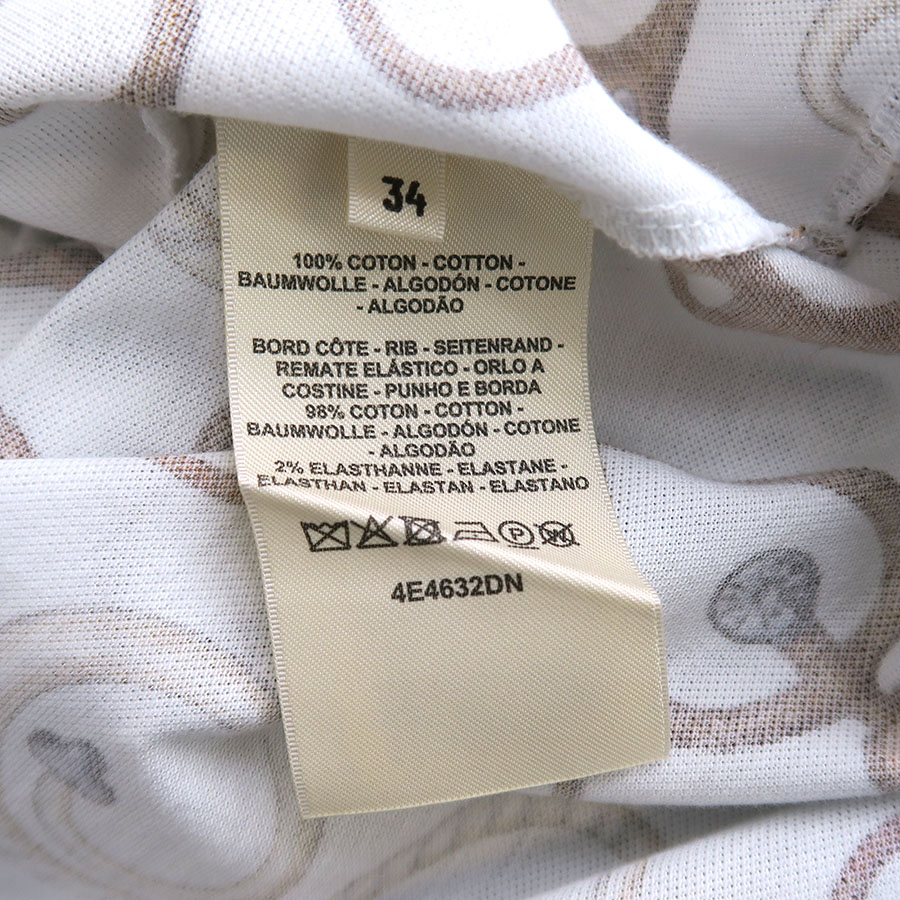 34
100% COTON - COTTON -
BAUMWOLLE - ALGODÓN - COTONE
- ALGODÃO
BORD CÔTE - RIB - SEITENRAND -
REMATE ELÁSTICO - ORLO A
COSTINE - PUNHO E BORDA
98% COTON - COTTON -
BAUMWOLLE - ALGODÓN - COTONE
- ALGODÃO
2% ELASTHANNE - ELASTANE -
ELASTHAN - ELASTAN - ELASTANO
P W
4E4632DN